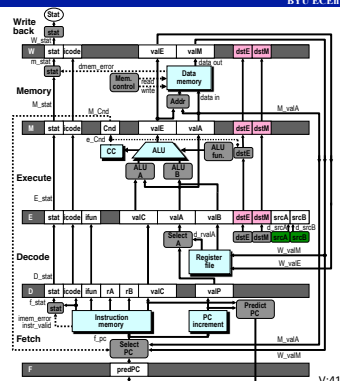 BYU ECEn
Write back
Stat
stat
W_stat
W stat icode valE valM dstE dstM
m_stat
stat
dmem_error
data out
Mem. control
read
write
Data memory
Memory
Addr
data in
M_stat
M_Cnd
M_valA
M stat icode Cnd valE valA dstE dstM
e_Cnd
CC
ALU
ALU fun.
dstE
ALU A
ALU B
Execute
E_stat
E stat icode ifun valC valA valB dstE dstM srcA srcB
d_srcA
d_srcB
Select A
d_rvalA
dstE dstM srcA srcB
Register file
W_valM
W_valE
Decode
D_stat
D stat icode ifun rA rB valC valP
f_stat
stat
imem_error
instr_valid
Instruction memory
PC increment
Predict PC
Fetch
f_pc
Select PC
M_valA
W_valM
F predPC
V:41